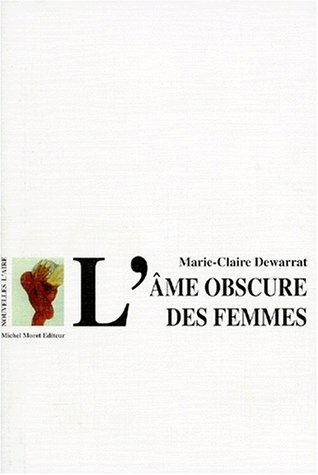 Marie-Claire Dewarrat
L'ÂME OBSCURE
DES FEMMES
NOUVELLES L'AIRE
Michel Moret Editeur